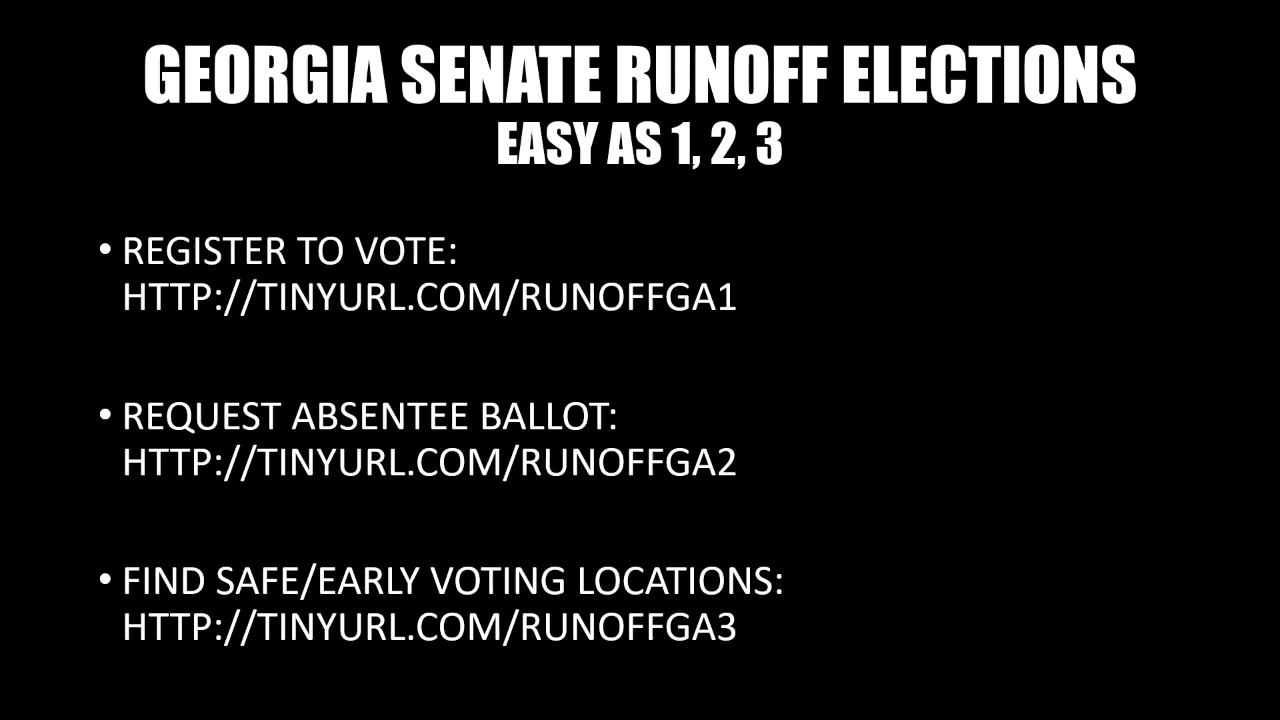 GEORGIA SENATE RUNOFF ELECTIONS
EASY AS 1, 2, 3
• REGISTER TO VOTE:
HTTP://TINYURL.COM/RUNOFFGA1
• REQUEST ABSENTEE BALLOT:
HTTP://TINYURL.COM/RUNOFFGA2
• FIND SAFE/EARLY VOTING LOCATIONS:
HTTP://TINYURL.COM/RUNOFFGA3